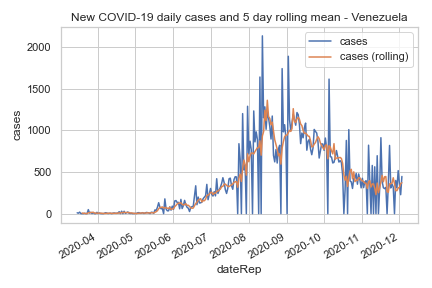 New COVID-19 daily cases and 5 day rolling mean - Venezuela
cases
cases (rolling)
2000
1500
1000
500
0
cases
2020-04
2020-05
2020-06
2020-07
2020-08
2020-09
2020-10
2020-11
2020-12
dateRep